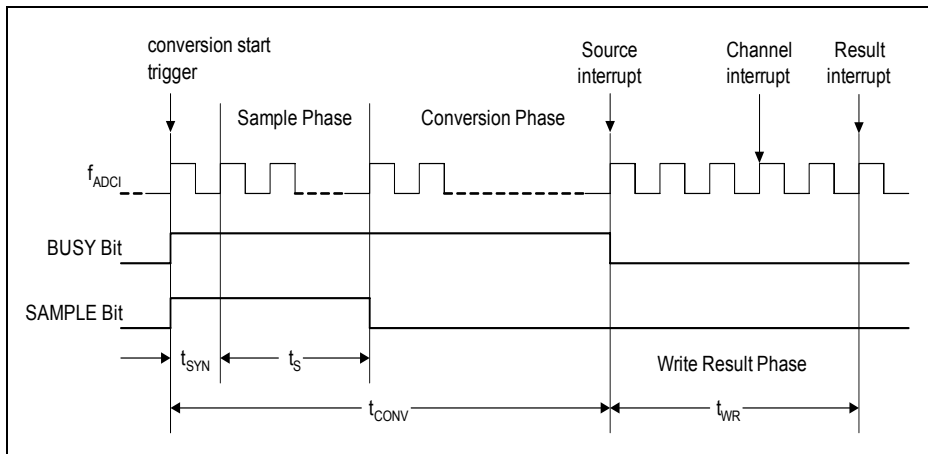 conversion start
trigger
Source
interrupt
Channel
interrupt
Result
interrupt
Sample Phase
Conversion Phase
fADCI
BUSY Bit
SAMPLE Bit
tSYN
tS
Write Result Phase
tCONV
tWR